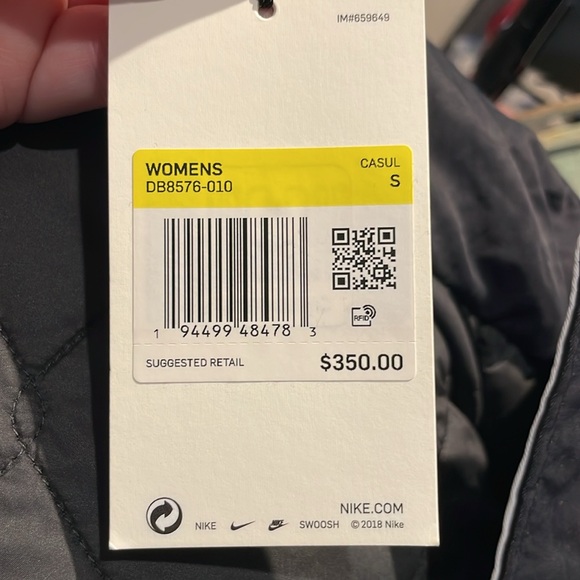 IM#659649
WOMENS CASUL
DB8576-010 S
1 94499 48478 3
RFID
SUGGESTED RETAIL $350.00
NIKE.COM
NIKE SWOOSH ©2018 Nike